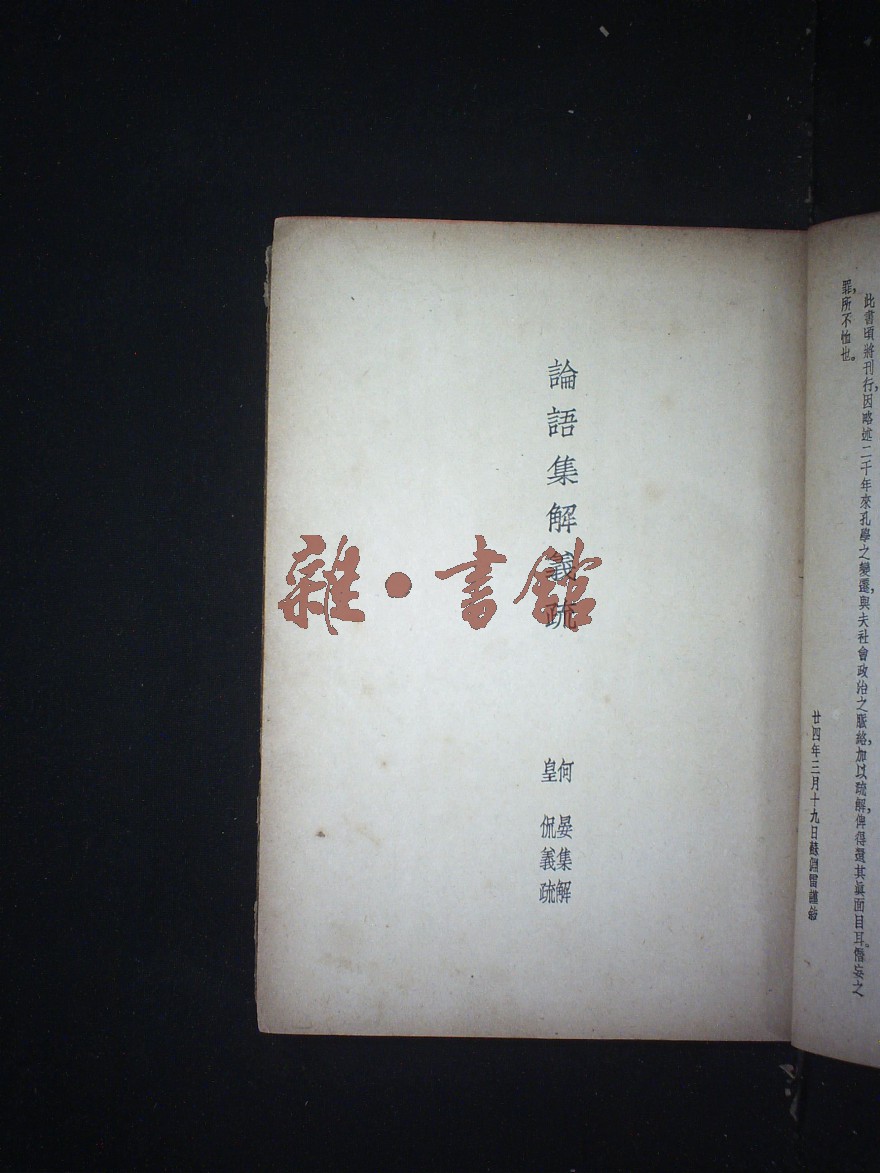 此書頃將刊行，因略述二千年來孔學之變遷，與夫社會政治之脈絡，加以疏解，俾得還其眞面目耳。僭妄之
罪，所不恤也。
廿四年三月十九日蘇淵雷謹敍
論語集解義疏
何晏集解
皇侃義疏
雜·書館